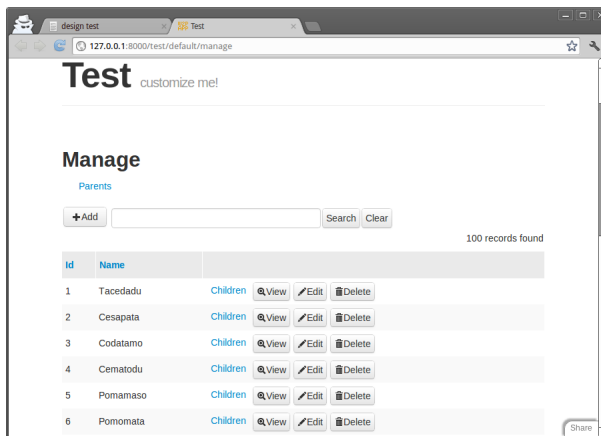 design test
Test
127.0.0.1:8000/test/default/manage
Test customize me!
Manage
Parents
Add Search Clear
100 records found
Id Name
1 Tacedadu Children View Edit Delete
2 Cesapata Children View Edit Delete
3 Codatamo Children View Edit Delete
4 Cematodu Children View Edit Delete
5 Pomamaso Children View Edit Delete
6 Pomomata Children View Edit Delete
Share